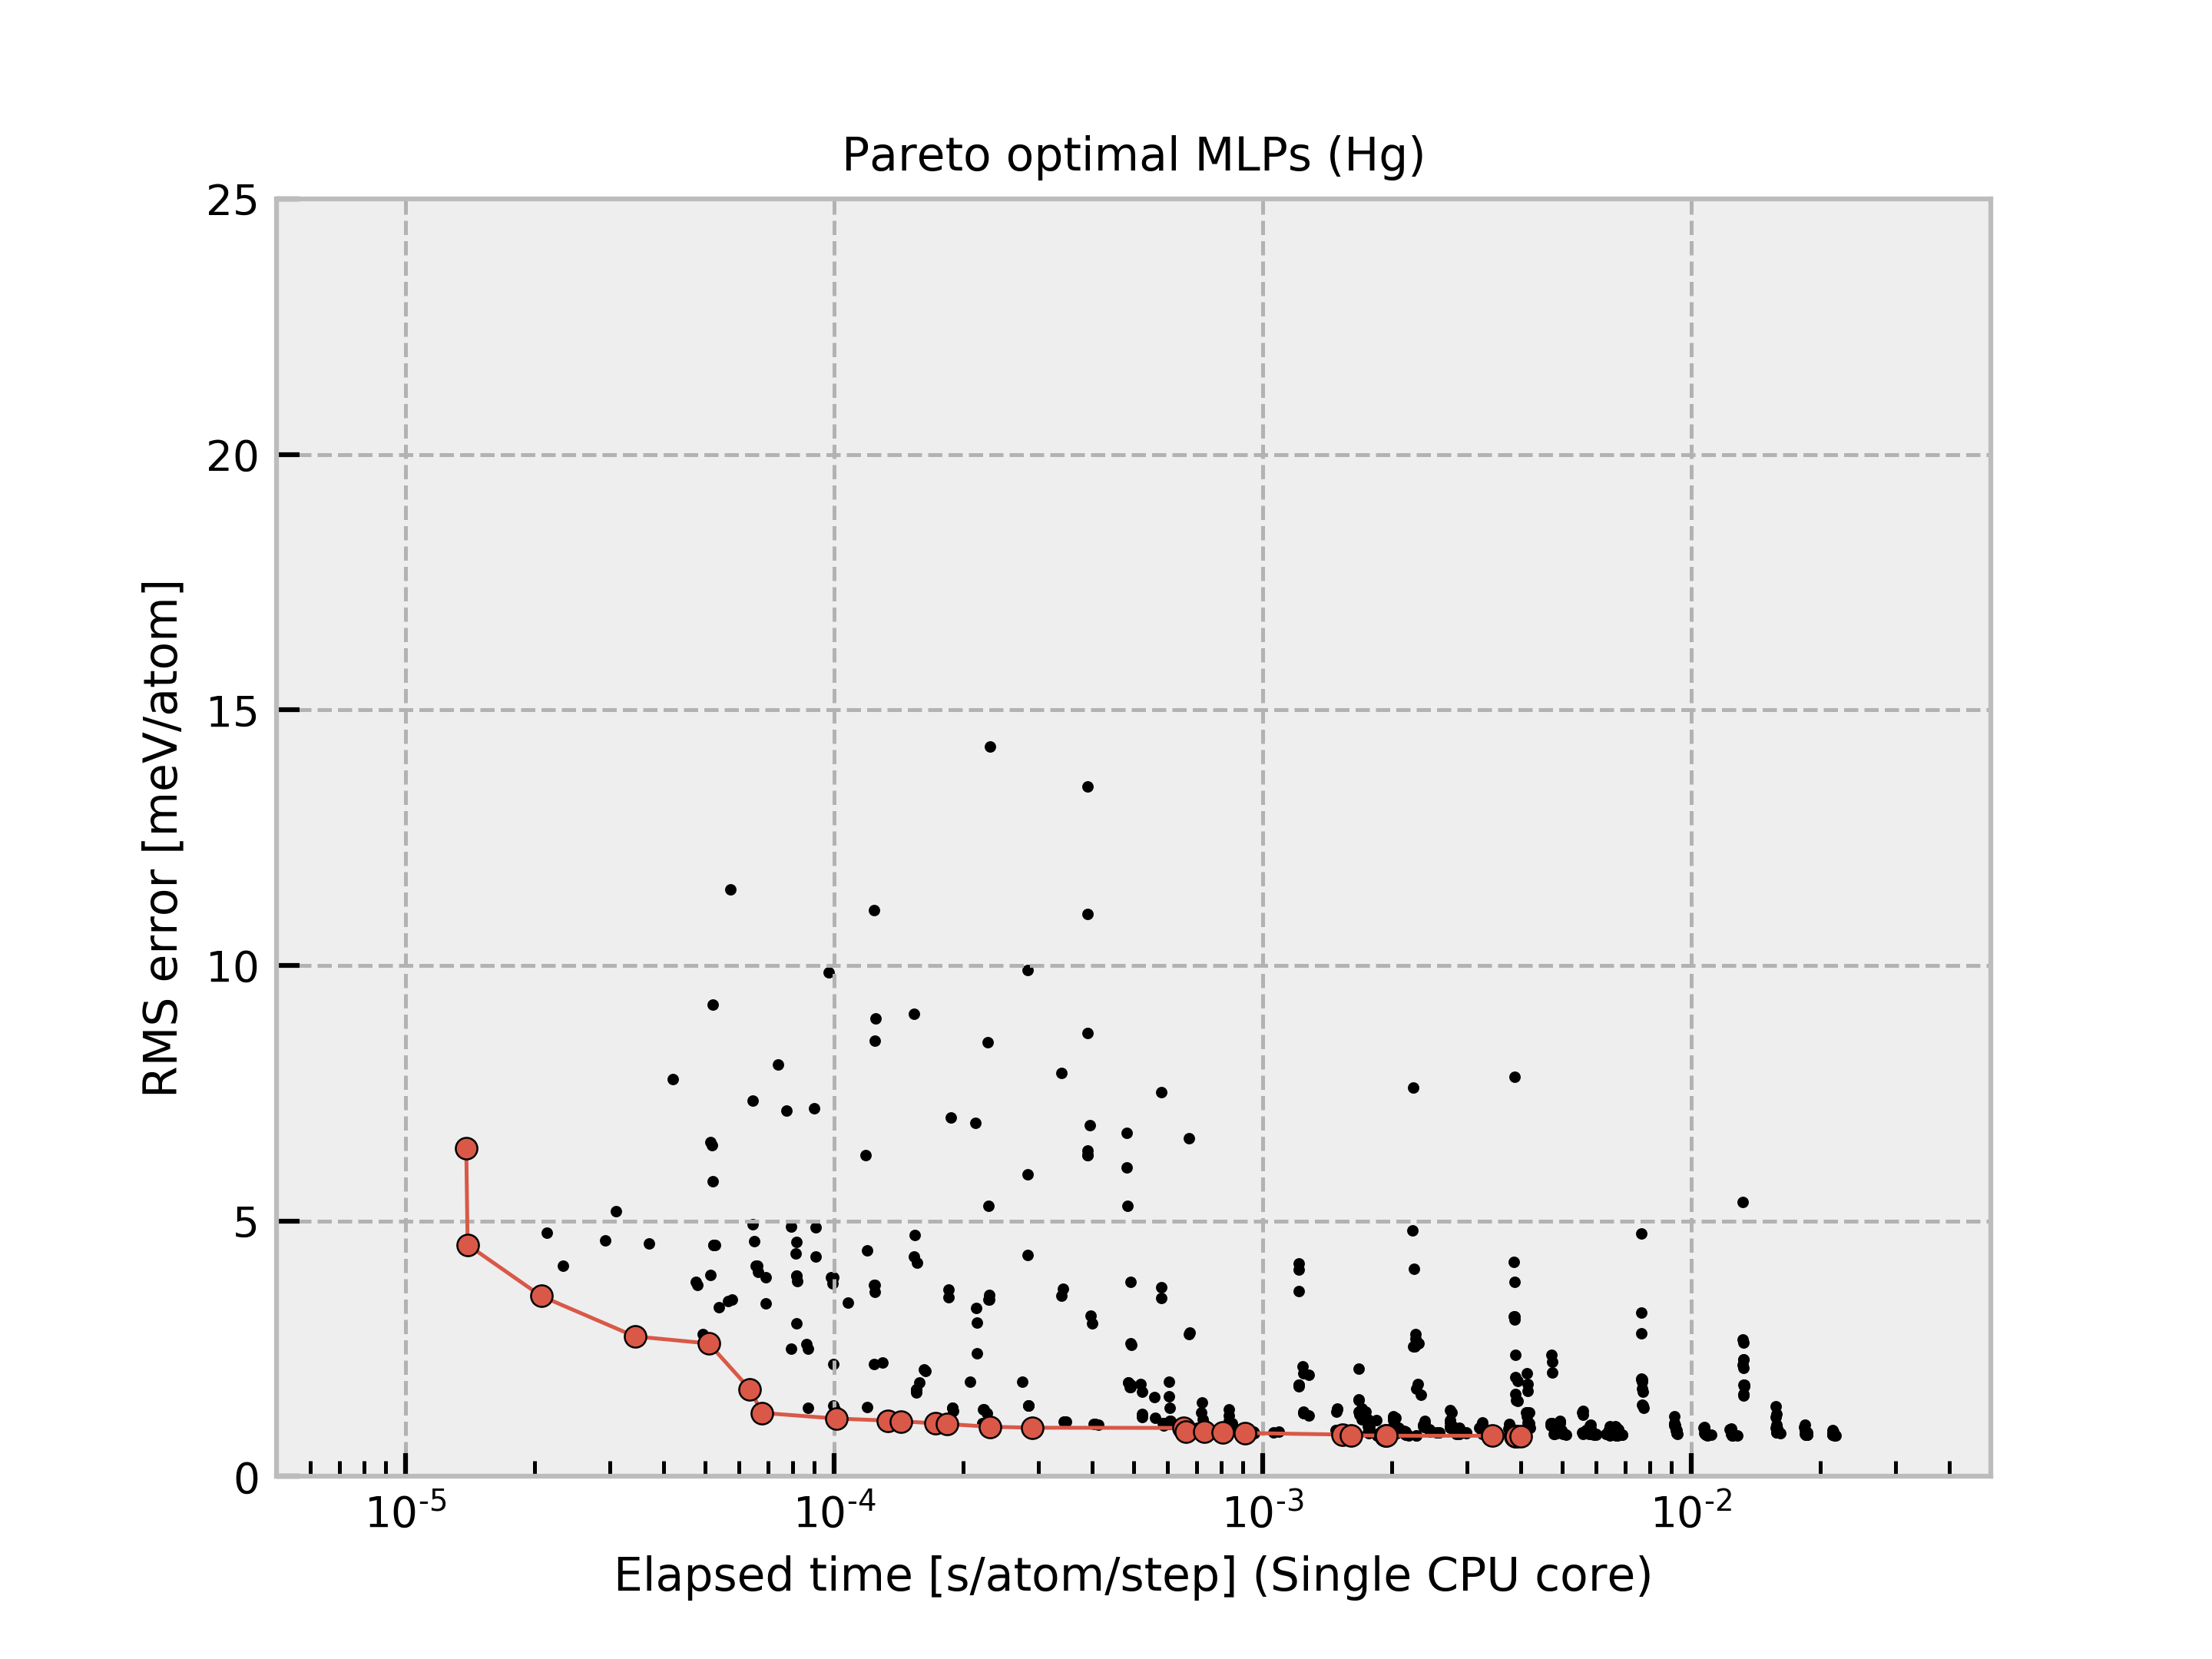 Pareto optimal MLPs (Hg)
25
20
15
10
5
0
RMS error [meV/atom]
10-5 10-4 10-3 10-2
Elapsed time [s/atom/step] (Single CPU core)